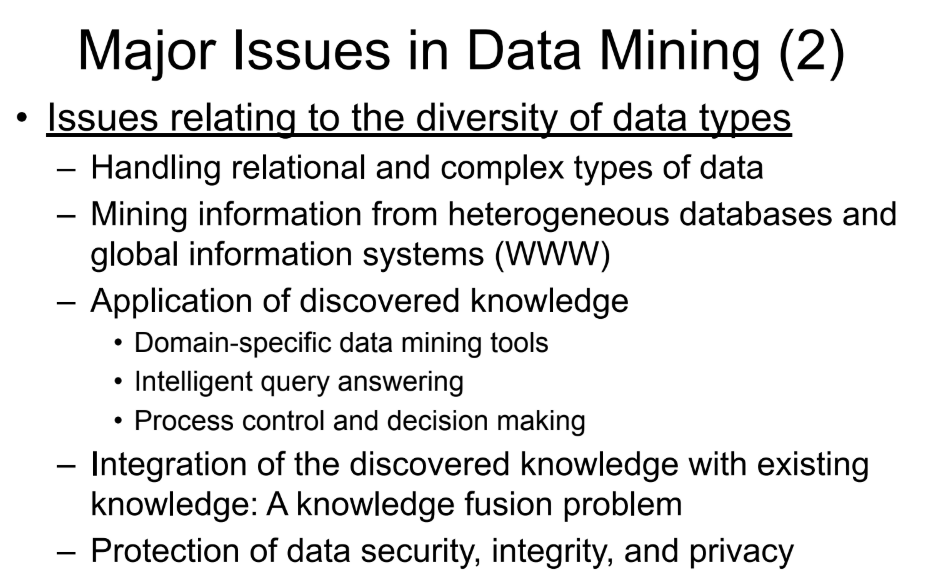 Major Issues in Data Mining (2)
• Issues relating to the diversity of data types
– Handling relational and complex types of data
– Mining information from heterogeneous databases and
global information systems (WWW)
– Application of discovered knowledge
• Domain-specific data mining tools
• Intelligent query answering
• Process control and decision making
– Integration of the discovered knowledge with existing
knowledge: A knowledge fusion problem
– Protection of data security, integrity, and privacy